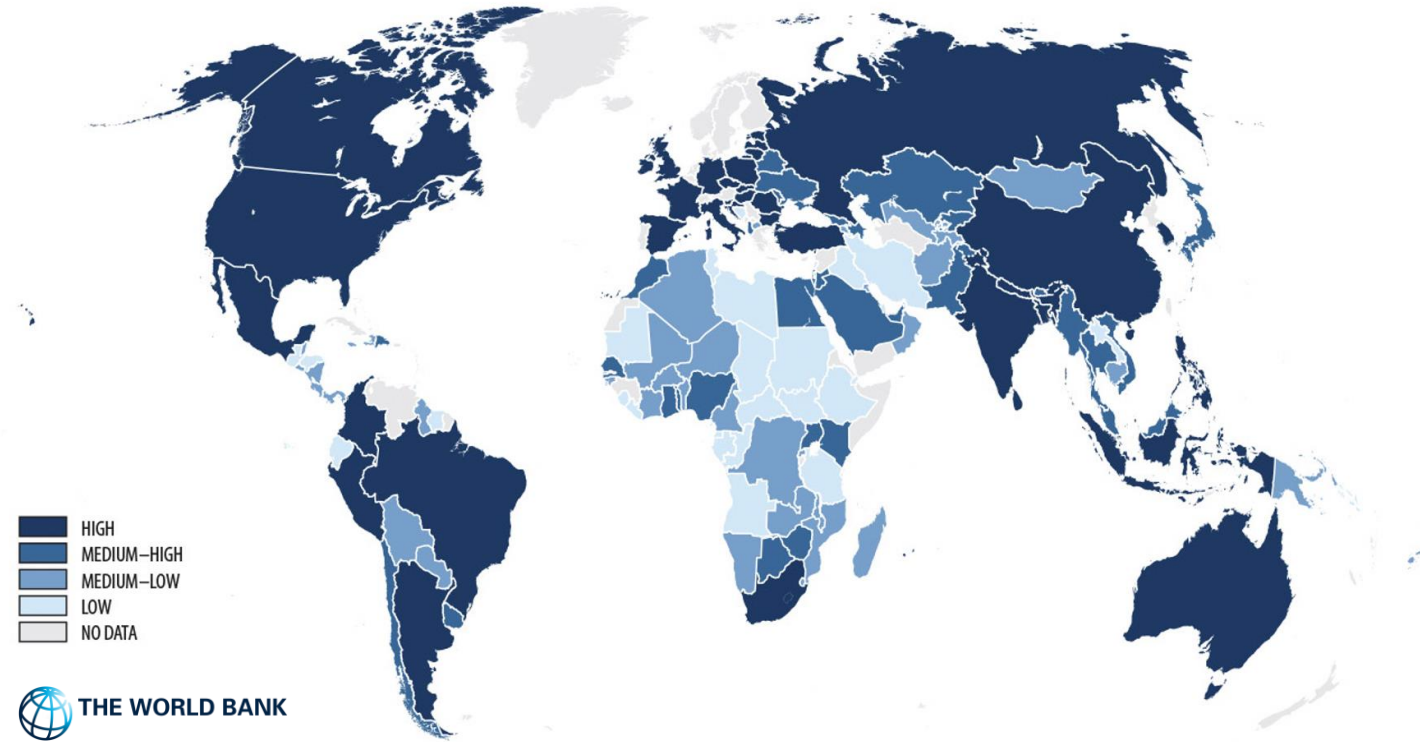 HIGH
MEDIUM–HIGH
MEDIUM–LOW
LOW
NO DATA
THE WORLD BANK